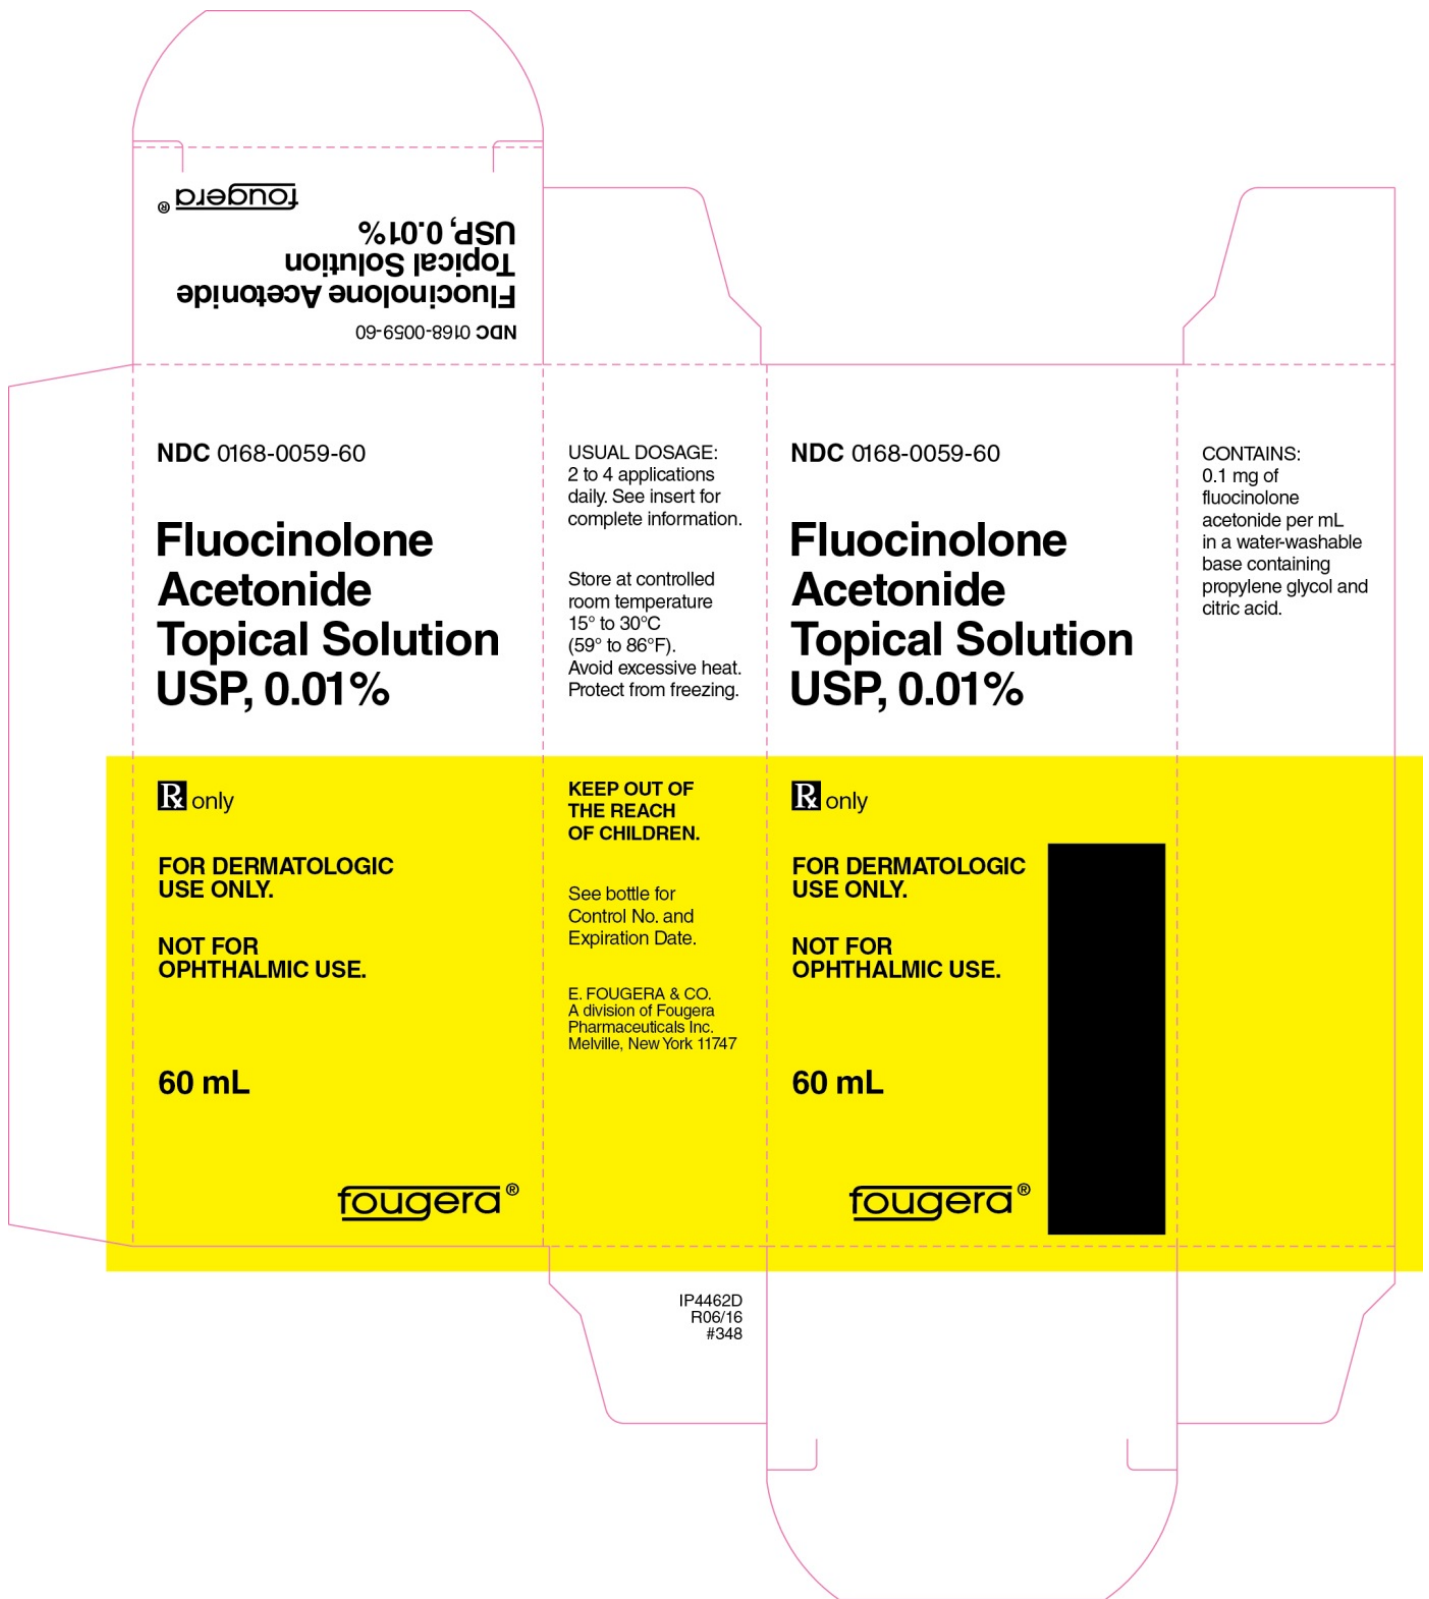 fougera®
USP, 0.01%
Topical Solution
Fluocinolone Acetonide
NDC 0168-0059-60
NDC 0168-0059-60
Fluocinolone
Acetonide
Topical Solution
USP, 0.01%
Rx only
FOR DERMATOLOGIC
USE ONLY.
NOT FOR
OPHTHALMIC USE.
60 mL
fougera®
USUAL DOSAGE:
2 to 4 applications
daily. See insert for
complete information.
Store at controlled
room temperature
15° to 30°C
(59° to 86°F).
Avoid excessive heat.
Protect from freezing.
KEEP OUT OF
THE REACH
OF CHILDREN.
See bottle for
Control No. and
Expiration Date.
E. FOUGERA & CO.
A division of Fougera
Pharmaceuticals Inc.
Melville, New York 11747
IP4462D
R06/16
#348
NDC 0168-0059-60
Fluocinolone
Acetonide
Topical Solution
USP, 0.01%
Rx only
FOR DERMATOLOGIC
USE ONLY.
NOT FOR
OPHTHALMIC USE.
60 mL
fougera®
CONTAINS:
0.1 mg of
fluocinolone
acetonide per mL
in a water-washable
base containing
propylene glycol and
citric acid.